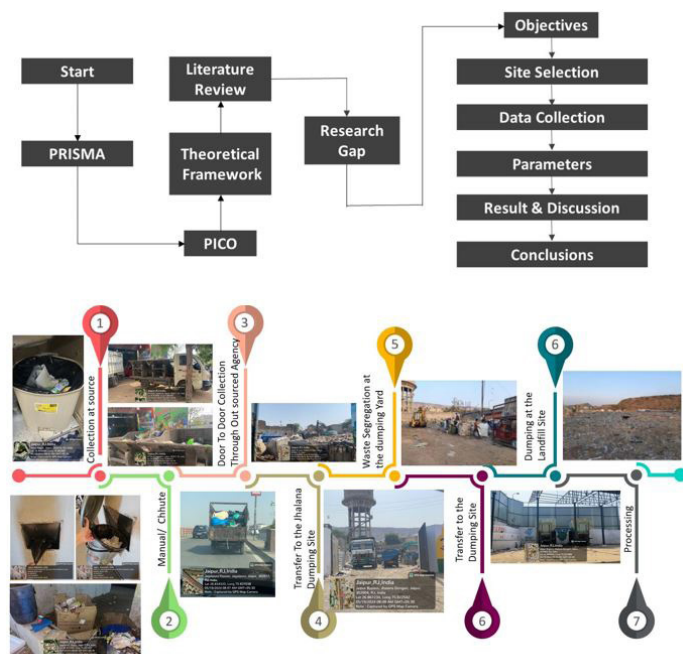 Start
PRISMA
PICO
Theoretical
Framework
Literature
Review
Research
Gap
Objectives
Site Selection
Data Collection
Parameters
Result & Discussion
Conclusions
1
Collection at source
2
Manual/ Chhute
3
Door To Door Collection
Through Out sourced Agency
4
Transfer To the Jhalana
Dumping Site
5
Waste Segregation at
the dumping Yard
6
Transfer to the
Dumping Site
6
Dumping at the
Landfill Site
7
Processing
Jaipur,RJ,India
Jaipur,RJ,India
Jaipur,RJ,India